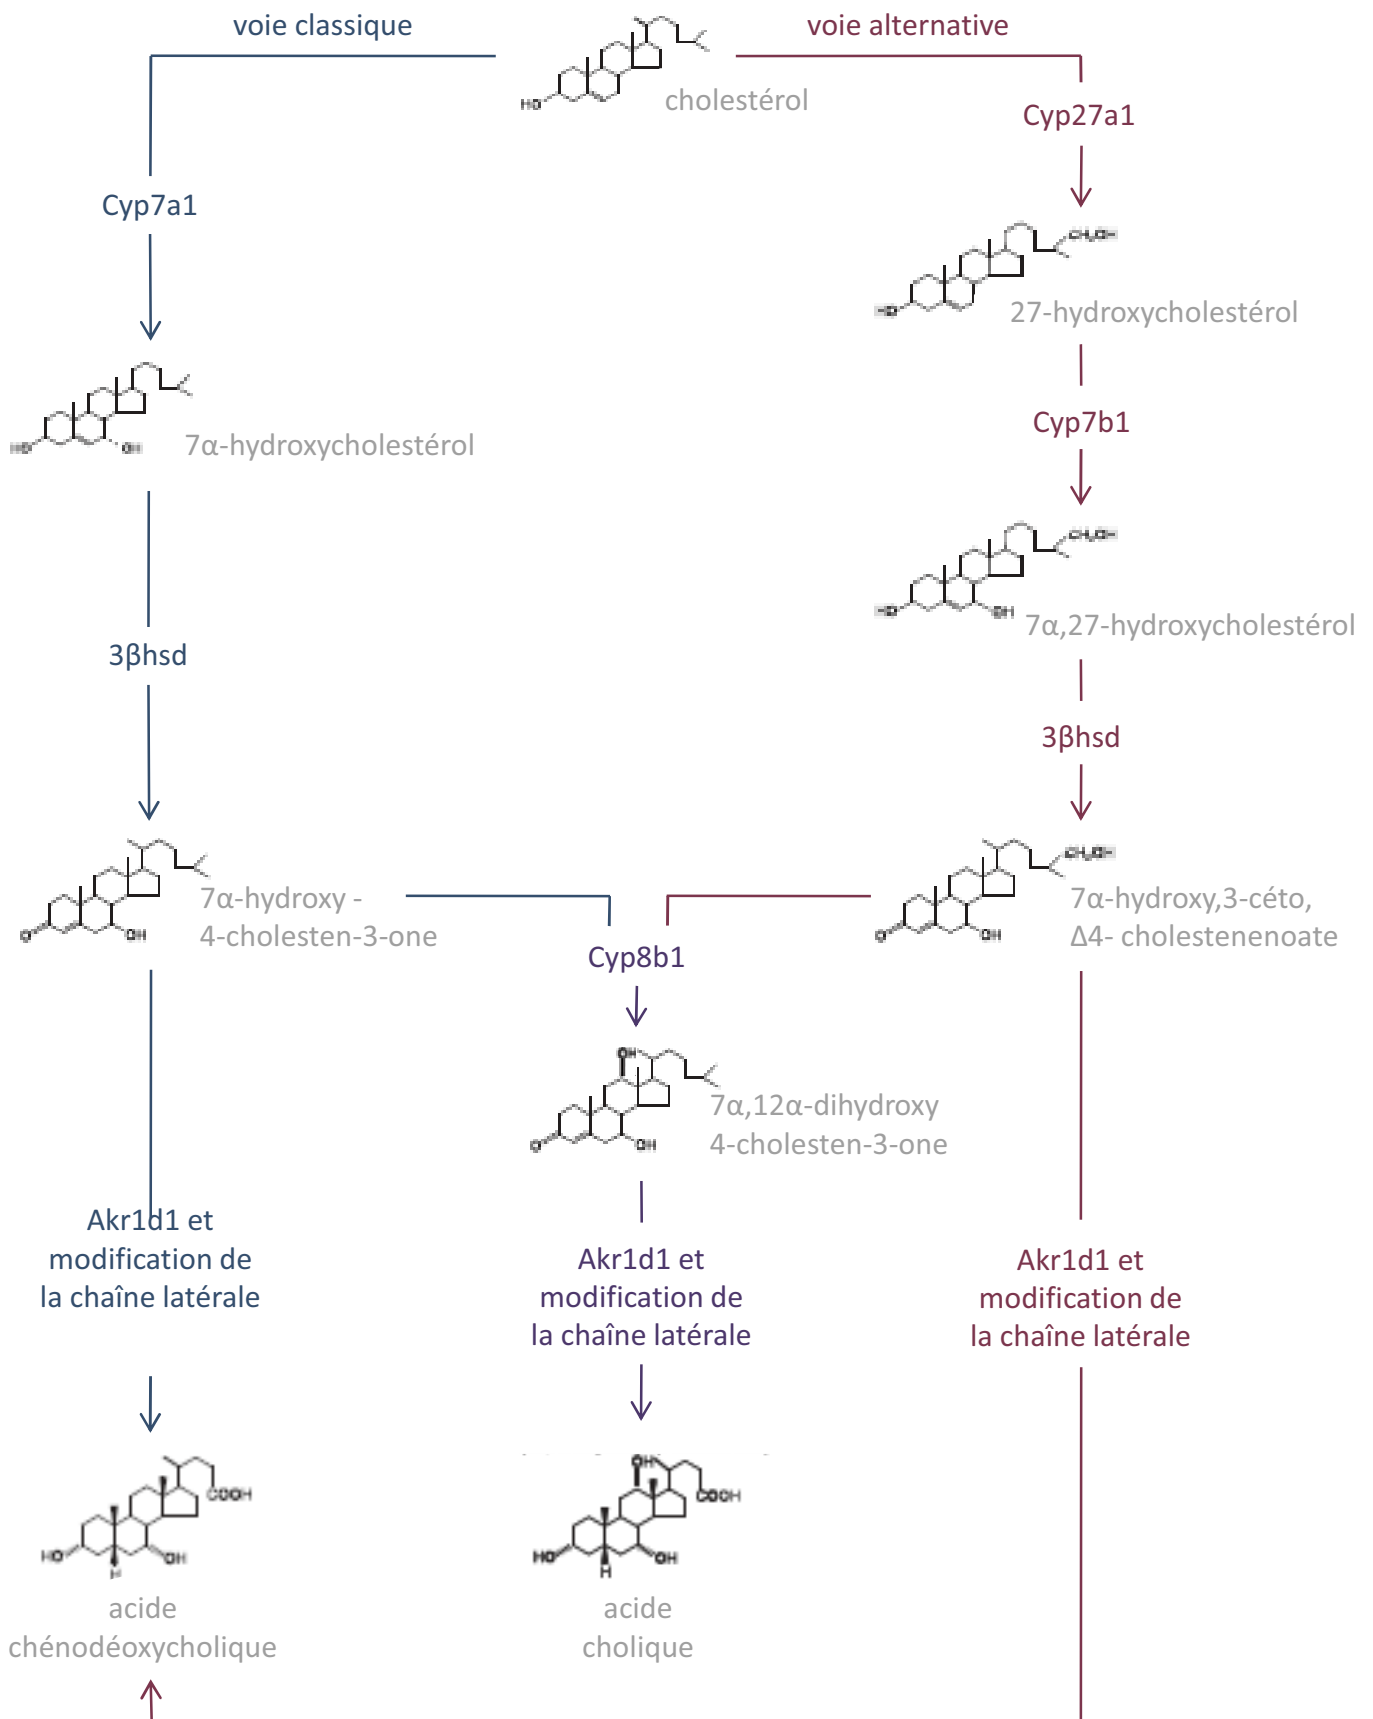 voie classique
voie alternative
HO
cholestérol
Cyp27a1
Cyp7a1
CH₂OH
HO
27-hydroxycholestérol
Cyp7b1
HO
OH
7α-hydroxycholestérol
CH₂OH
HO
OH
7α,27-hydroxycholestérol
3βhsd
3βhsd
CH₂OH
7α-hydroxy -
4-cholesten-3-one
O
OH
7α-hydroxy,3-céto,
Δ4- cholestenenoate
O
OH
Cyp8b1
OH
7α,12α-dihydroxy
4-cholesten-3-one
O
OH
Akr1d1 et
modification de
la chaîne latérale
Akr1d1 et
modification de
la chaîne latérale
Akr1d1 et
modification de
la chaîne latérale
COOH
HO
OH
H
acide
chénodéoxycholique
OH
COOH
HO
OH
H
acide
cholique